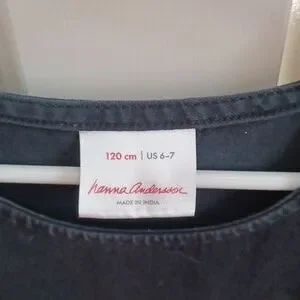 120 cm | US 6-7
hanna andersson
MADE IN INDIA